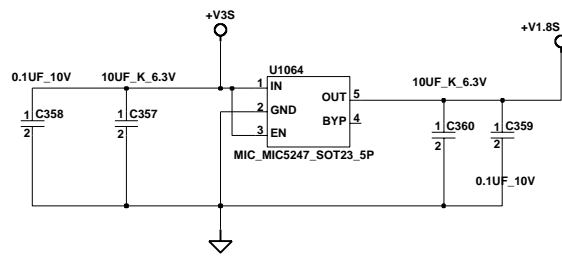 +V3S
+V1.8S
0.1UF_10V
10UF_K_6.3V
U1064
10UF_K_6.3V
1 IN
OUT 5
2 GND
BYP 4
3 EN
1 C358 2
1 C357 2
1 C360 2
1 C359 2
MIC_MIC5247_SOT23_5P
0.1UF_10V